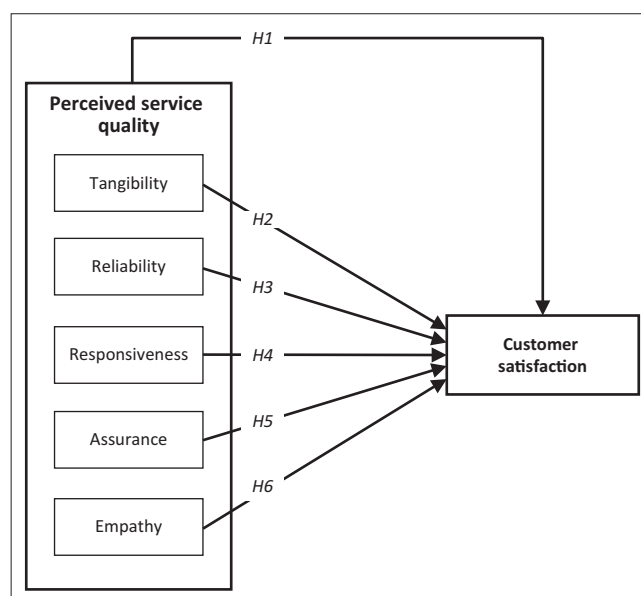 H1
Perceived service
quality
Tangibility
H2
Reliability
H3
Responsiveness
H4
Customer
satisfaction
Assurance
H5
Empathy
H6